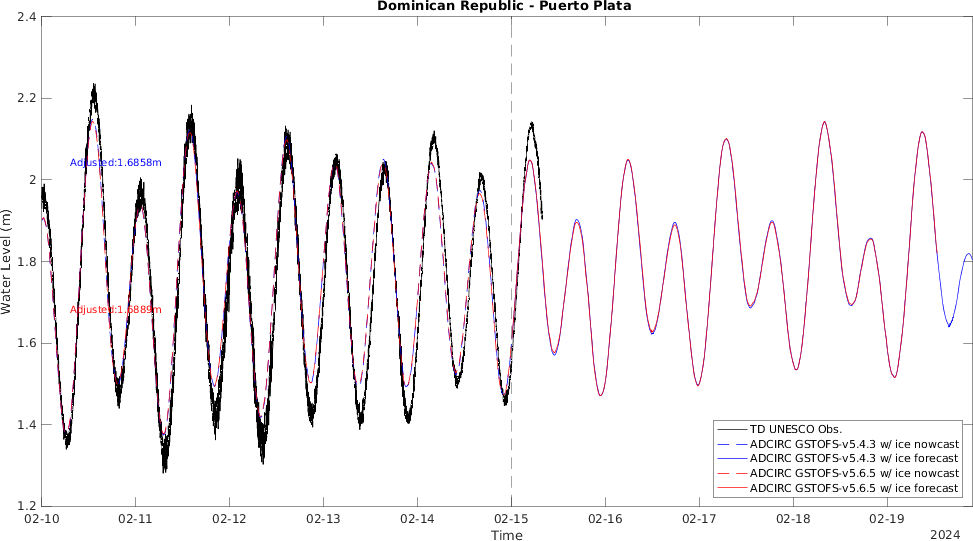 Dominican Republic - Puerto Plata
2.4
2.2
2
1.8
1.6
1.4
1.2
Water Level (m)
Adjusted:1.6858m
Adjusted:1.6889m
TD UNESCO Obs.
ADCIRC GSTOFS-v5.4.3 w/ ice nowcast
ADCIRC GSTOFS-v5.4.3 w/ ice forecast
ADCIRC GSTOFS-v5.6.5 w/ ice nowcast
ADCIRC GSTOFS-v5.6.5 w/ ice forecast
02-10 02-11 02-12 02-13 02-14 02-15 02-16 02-17 02-18 02-19
Time
2024